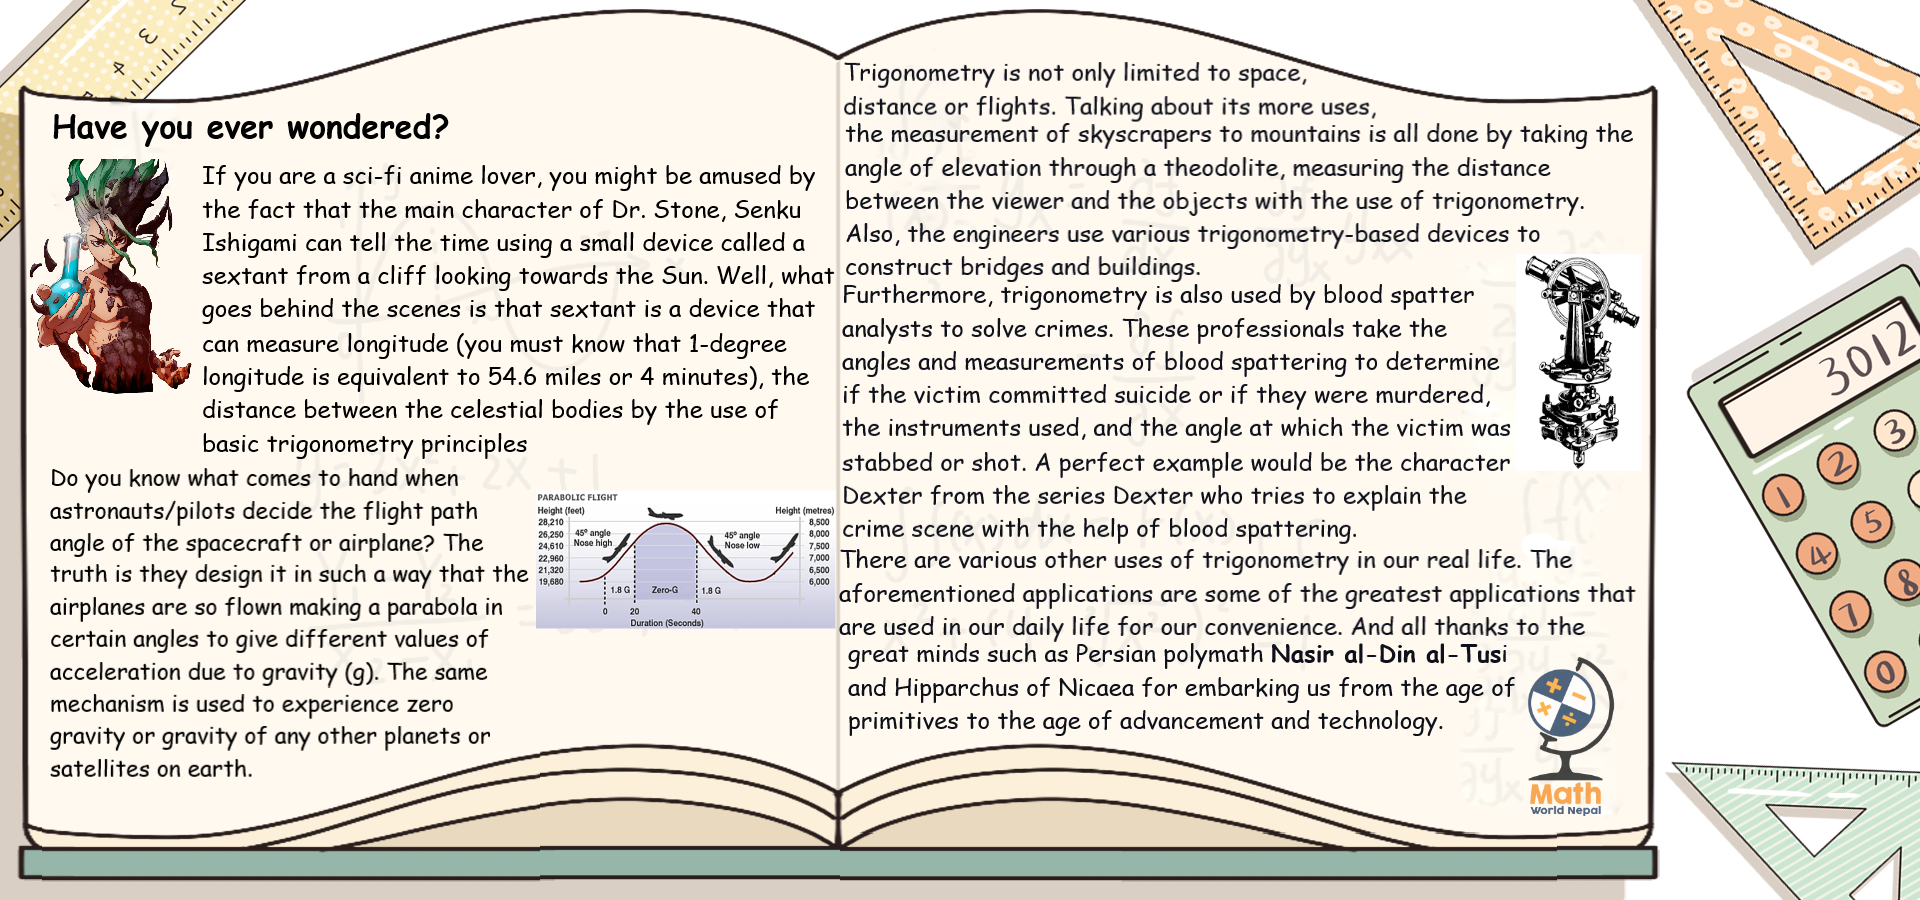 Have you ever wondered?
If you are a sci-fi anime lover, you might be amused by
the fact that the main character of Dr. Stone, Senku
Ishigami can tell the time using a small device called a
sextant from a cliff looking towards the Sun. Well, what
goes behind the scenes is that sextant is a device that
can measure longitude (you must know that 1-degree
longitude is equivalent to 54.6 miles or 4 minutes), the
distance between the celestial bodies by the use of
basic trigonometry principles
Do you know what comes to hand when
astronauts/pilots decide the flight path
angle of the spacecraft or airplane? The
truth is they design it in such a way that the
airplanes are so flown making a parabola in
certain angles to give different values of
acceleration due to gravity (g). The same
mechanism is used to experience zero
gravity or gravity of any other planets or
satellites on earth.
PARABOLIC FLIGHT
Height (feet)
Height (metres)
28,210
26,250
24,610
22,960
21,320
19,680
8,500
8,000
7,500
7,000
6,500
6,000
45º angle
Nose high
45º angle
Nose low
1.8 G
Zero-G
1.8 G
0 20 40
Duration (Seconds)
Trigonometry is not only limited to space,
distance or flights. Talking about its more uses,
the measurement of skyscrapers to mountains is all done by taking the
angle of elevation through a theodolite, measuring the distance
between the viewer and the objects with the use of trigonometry.
Also, the engineers use various trigonometry-based devices to
construct bridges and buildings.
Furthermore, trigonometry is also used by blood spatter
analysts to solve crimes. These professionals take the
angles and measurements of blood spattering to determine
if the victim committed suicide or if they were murdered,
the instruments used, and the angle at which the victim was
stabbed or shot. A perfect example would be the character
Dexter from the series Dexter who tries to explain the
crime scene with the help of blood spattering.
There are various other uses of trigonometry in our real life. The
aforementioned applications are some of the greatest applications that
are used in our daily life for our convenience. And all thanks to the
great minds such as Persian polymath Nasir al-Din al-Tusi
and Hipparchus of Nicaea for embarking us from the age of
primitives to the age of advancement and technology.
Math
World Nepal
3012
3
2
1
5
4
8
7
0
3
4